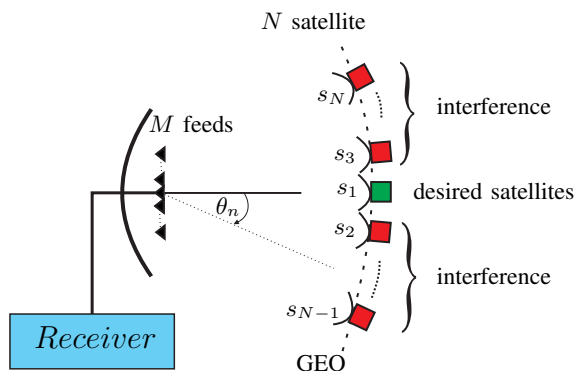 N satellite
s_N
interference
M feeds
s_3
s_1
desired satellites
θ_n
s_2
interference
s_{N-1}
Receiver
GEO